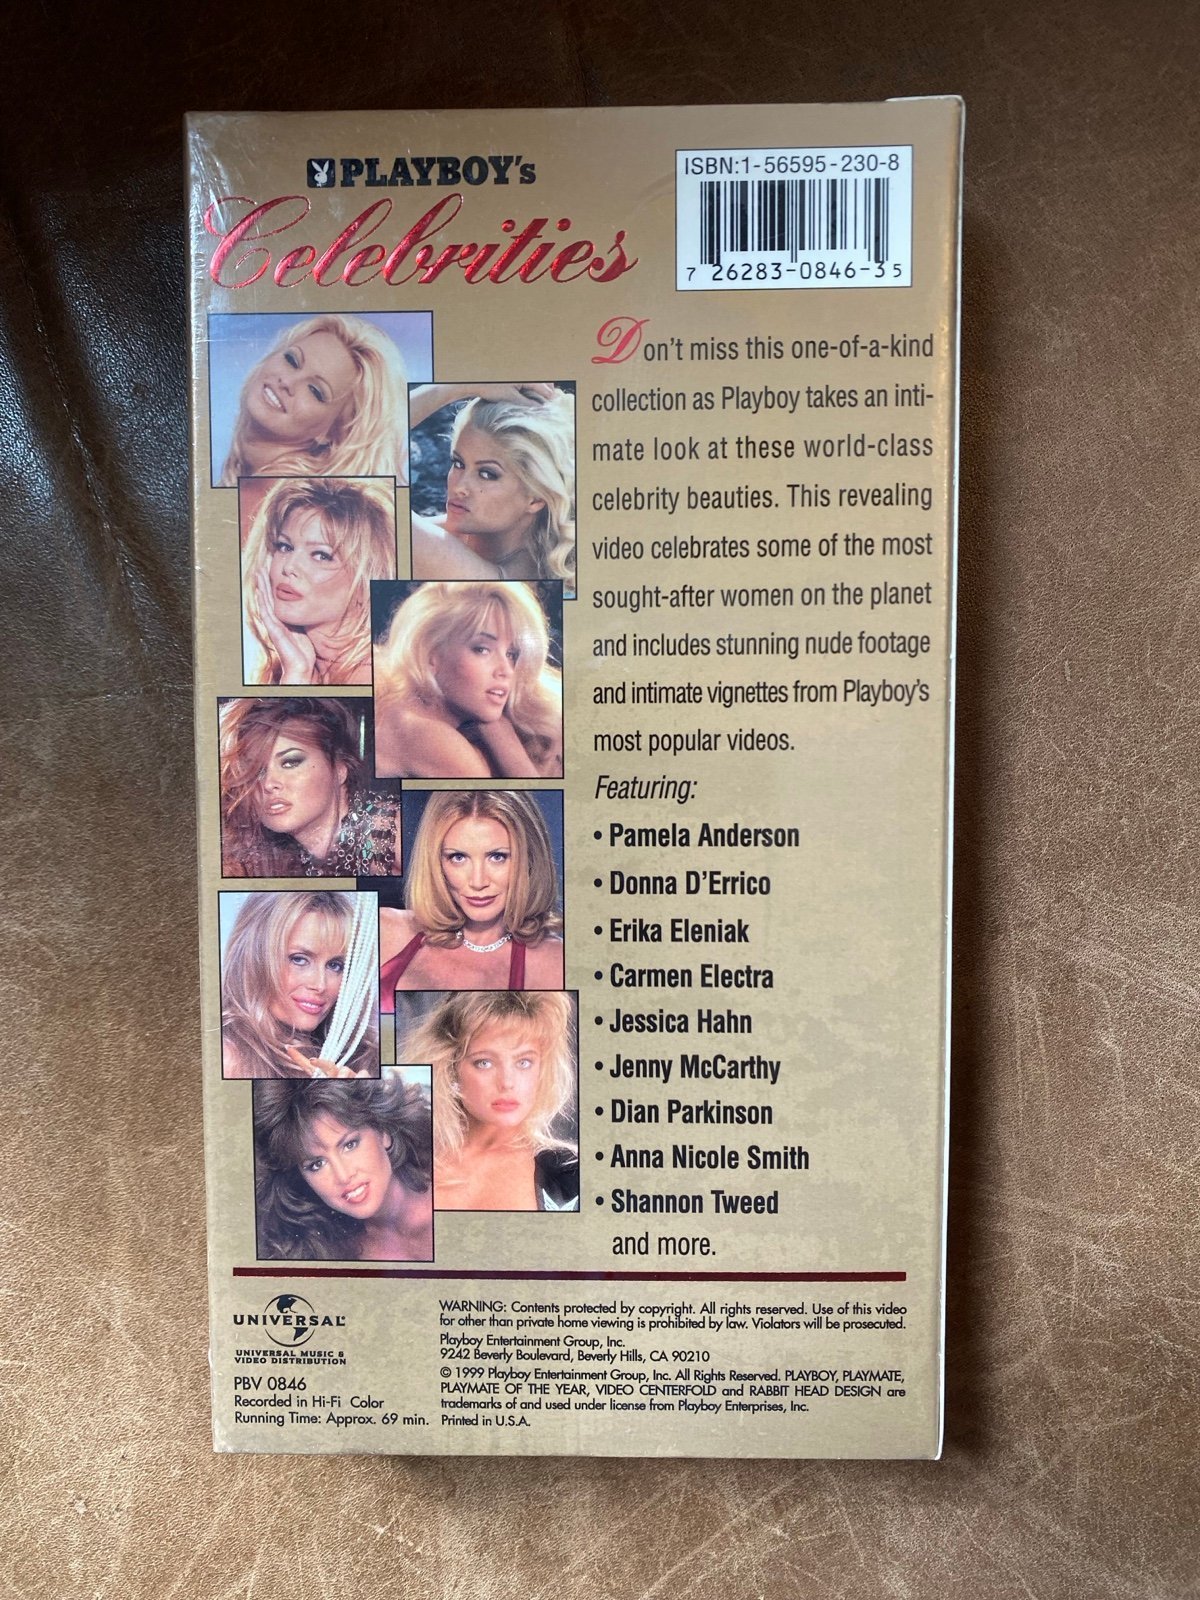 PLAYBOY's
Celebrities
ISBN:1-56595-230-8
7 26283-0846-3 5
Don't miss this one-of-a-kind
collection as Playboy takes an inti-
mate look at these world-class
celebrity beauties. This revealing
video celebrates some of the most
sought-after women on the planet
and includes stunning nude footage
and intimate vignettes from Playboy's
most popular videos.
Featuring:
• Pamela Anderson
• Donna D'Errico
• Erika Eleniak
• Carmen Electra
• Jessica Hahn
• Jenny McCarthy
• Dian Parkinson
• Anna Nicole Smith
• Shannon Tweed
and more.
UNIVERSAL
UNIVERSAL MUSIC &
VIDEO DISTRIBUTION
PBV 0846
Recorded in Hi-Fi Color
Running Time: Approx. 69 min.
WARNING: Contents protected by copyright. All rights reserved. Use of this video
for other than private home viewing is prohibited by law. Violators will be prosecuted.
Playboy Entertainment Group, Inc.
9242 Beverly Boulevard, Beverly Hills, CA 90210
© 1999 Playboy Entertainment Group, Inc. All Rights Reserved. PLAYBOY, PLAYMATE,
PLAYMATE OF THE YEAR, VIDEO CENTERFOLD and RABBIT HEAD DESIGN are
trademarks of and used under license from Playboy Enterprises, Inc.
Printed in U.S.A.